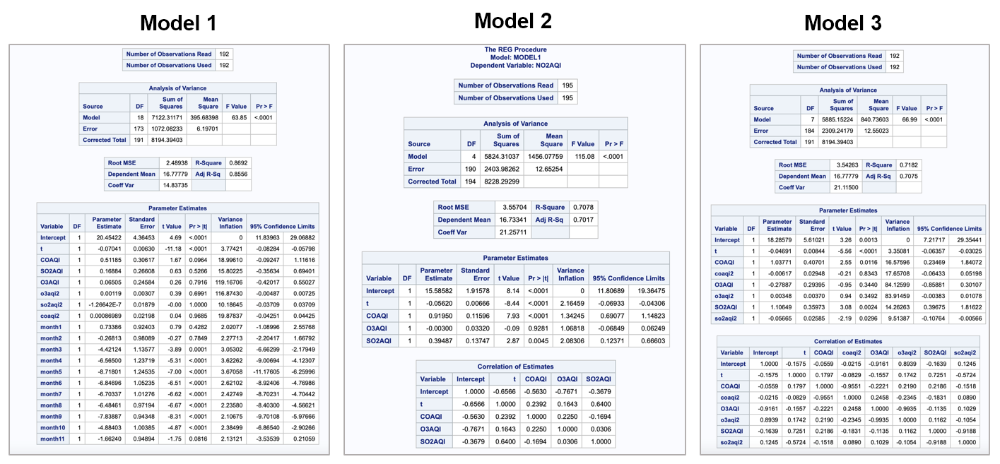 Model 1
Number of Observations Read 192
Number of Observations Used 192
Analysis of Variance
Source DF Sum of Squares Mean Square F Value Pr > F
Model 18 7122.31171 395.68398 63.85 <.0001
Error 173 1072.08233 6.19701
Corrected Total 191 8194.39403
Root MSE 2.48938 R-Square 0.8692
Dependent Mean 16.77779 Adj R-Sq 0.8556
Coeff Var 14.83735
Parameter Estimates
Variable DF Parameter Estimate Standard Error t Value Pr > |t| Variance Inflation 95% Confidence Limits
Intercept 1 20.45422 4.36453 4.69 <.0001 0 11.83963 29.06882
t 1 -0.07041 0.00630 -11.18 <.0001 3.77421 -0.08284 -0.05798
COAQI 1 0.51185 0.30617 1.67 0.0964 18.99610 -0.09247 1.11616
SO2AQI 1 0.16884 0.26608 0.63 0.5266 15.80225 -0.35634 0.69401
O3AQI 1 0.06505 0.24584 0.26 0.7916 119.16706 -0.42017 0.55027
o3aqi2 1 0.00119 0.00307 0.39 0.6991 116.87430 -0.00487 0.00725
so2aqi2 1 -1.26642E-7 0.01879 -0.00 1.0000 10.18645 -0.03709 0.03709
coaqi2 1 0.00086989 0.02198 0.04 0.9685 19.87837 -0.04251 0.04425
month1 1 0.73386 0.92403 0.79 0.4282 2.02077 -1.08996 2.55768
month2 1 -0.26813 0.98089 -0.27 0.7849 2.27713 -2.20417 1.66792
month3 1 -4.42124 1.13577 -3.89 0.0001 3.05302 -6.66299 -2.17949
month4 1 -6.56500 1.23719 -5.31 <.0001 3.62262 -9.00694 -4.12307
month5 1 -8.71801 1.24535 -7.00 <.0001 3.67058 -11.17605 -6.25996
month6 1 -6.84696 1.05235 -6.51 <.0001 2.62102 -8.92406 -4.76986
month7 1 -6.70337 1.01276 -6.62 <.0001 2.42749 -8.70231 -4.70442
month8 1 -6.48461 0.97194 -6.67 <.0001 2.23580 -8.40300 -4.56621
month9 1 -7.83887 0.94348 -8.31 <.0001 2.10675 -9.70108 -5.97666
month10 1 -4.88403 1.00385 -4.87 <.0001 2.38499 -6.86540 -2.90266
month11 1 -1.66240 0.94894 -1.75 0.0816 2.13121 -3.53539 0.21059
Model 2
The REG Procedure
Model: MODEL1
Dependent Variable: NO2AQI
Number of Observations Read 195
Number of Observations Used 195
Analysis of Variance
Source DF Sum of Squares Mean Square F Value Pr > F
Model 4 5824.31037 1456.07759 115.08 <.0001
Error 190 2403.98262 12.65254
Corrected Total 194 8228.29299
Root MSE 3.55704 R-Square 0.7078
Dependent Mean 16.73341 Adj R-Sq 0.7017
Coeff Var 21.25711
Parameter Estimates
Variable DF Parameter Estimate Standard Error t Value Pr > |t| Variance Inflation 95% Confidence Limits
Intercept 1 15.58582 1.91578 8.14 <.0001 0 11.80689 19.36475
t 1 -0.05620 0.00666 -8.44 <.0001 2.16459 -0.06933 -0.04306
COAQI 1 0.91950 0.11596 7.93 <.0001 1.34245 0.69077 1.14823
O3AQI 1 -0.00300 0.03320 -0.09 0.9281 1.06818 -0.06849 0.06249
SO2AQI 1 0.39487 0.13747 2.87 0.0045 2.08306 0.12371 0.66603
Correlation of Estimates
Variable Intercept t COAQI O3AQI SO2AQI
Intercept 1.0000 -0.6566 -0.5630 -0.7671 -0.3679
t -0.6566 1.0000 0.2392 0.1643 0.6400
COAQI -0.5630 0.2392 1.0000 0.2250 -0.1694
O3AQI -0.7671 0.1643 0.2250 1.0000 0.0306
SO2AQI -0.3679 0.6400 -0.1694 0.0306 1.0000
Model 3
Number of Observations Read 192
Number of Observations Used 192
Analysis of Variance
Source DF Sum of Squares Mean Square F Value Pr > F
Model 7 5885.15224 840.73603 66.99 <.0001
Error 184 2309.24179 12.55023
Corrected Total 191 8194.39403
Root MSE 3.54263 R-Square 0.7182
Dependent Mean 16.77779 Adj R-Sq 0.7075
Coeff Var 21.11500
Parameter Estimates
Variable DF Parameter Estimate Standard Error t Value Pr > |t| Variance Inflation 95% Confidence Limits
Intercept 1 18.28579 5.61021 3.26 0.0013 0 7.21717 29.35441
t 1 -0.04691 0.00844 -5.56 <.0001 3.35081 -0.06357 -0.03025
COAQI 1 1.03771 0.40701 2.55 0.0116 16.57596 0.23469 1.84072
coaqi2 1 -0.00617 0.02948 -0.21 0.8343 17.65708 -0.06433 0.05198
O3AQI 1 -0.27887 0.29395 -0.95 0.3440 84.12599 -0.85881 0.30107
o3aqi2 1 0.00348 0.00370 0.94 0.3492 83.91459 -0.00383 0.01078
SO2AQI 1 1.10649 0.35973 3.08 0.0024 14.26263 0.39675 1.81622
so2aqi2 1 -0.05665 0.02585 -2.19 0.0296 9.51387 -0.10764 -0.00566
Correlation of Estimates
Variable Intercept t COAQI coaqi2 O3AQI o3aqi2 SO2AQI so2aqi2
Intercept 1.0000 -0.1575 -0.0559 -0.0215 -0.9161 0.8939 -0.1639 0.1245
t -0.1575 1.0000 0.1797 -0.0829 -0.1557 0.1742 0.7251 -0.5724
COAQI -0.0559 0.1797 1.0000 -0.9551 -0.2221 0.2190 0.2186 -0.1518
coaqi2 -0.0215 -0.0829 -0.9551 1.0000 0.2458 -0.2345 -0.1831 0.0890
O3AQI -0.9161 -0.1557 -0.2221 0.2458 1.0000 -0.9935 -0.1135 0.1029
o3aqi2 0.8939 0.1742 0.2190 -0.2345 -0.9935 1.0000 0.1162 -0.1054
SO2AQI -0.1639 0.7251 0.2186 -0.1831 -0.1135 0.1162 1.0000 -0.9188
so2aqi2 0.1245 -0.5724 -0.1518 0.0890 0.1029 -0.1054 -0.9188 1.0000